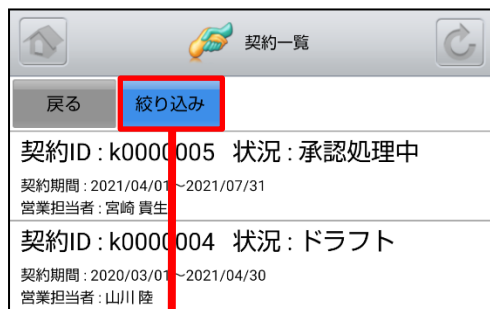 契約一覧
戻る 絞り込み
契約ID : k0000005 状況 : 承認処理中
契約期間 : 2021/04/01~2021/07/31
営業担当者 : 宮崎 貴生
契約ID : k0000004 状況 : ドラフト
契約期間 : 2020/03/01~2021/04/30
営業担当者 : 山川 陸